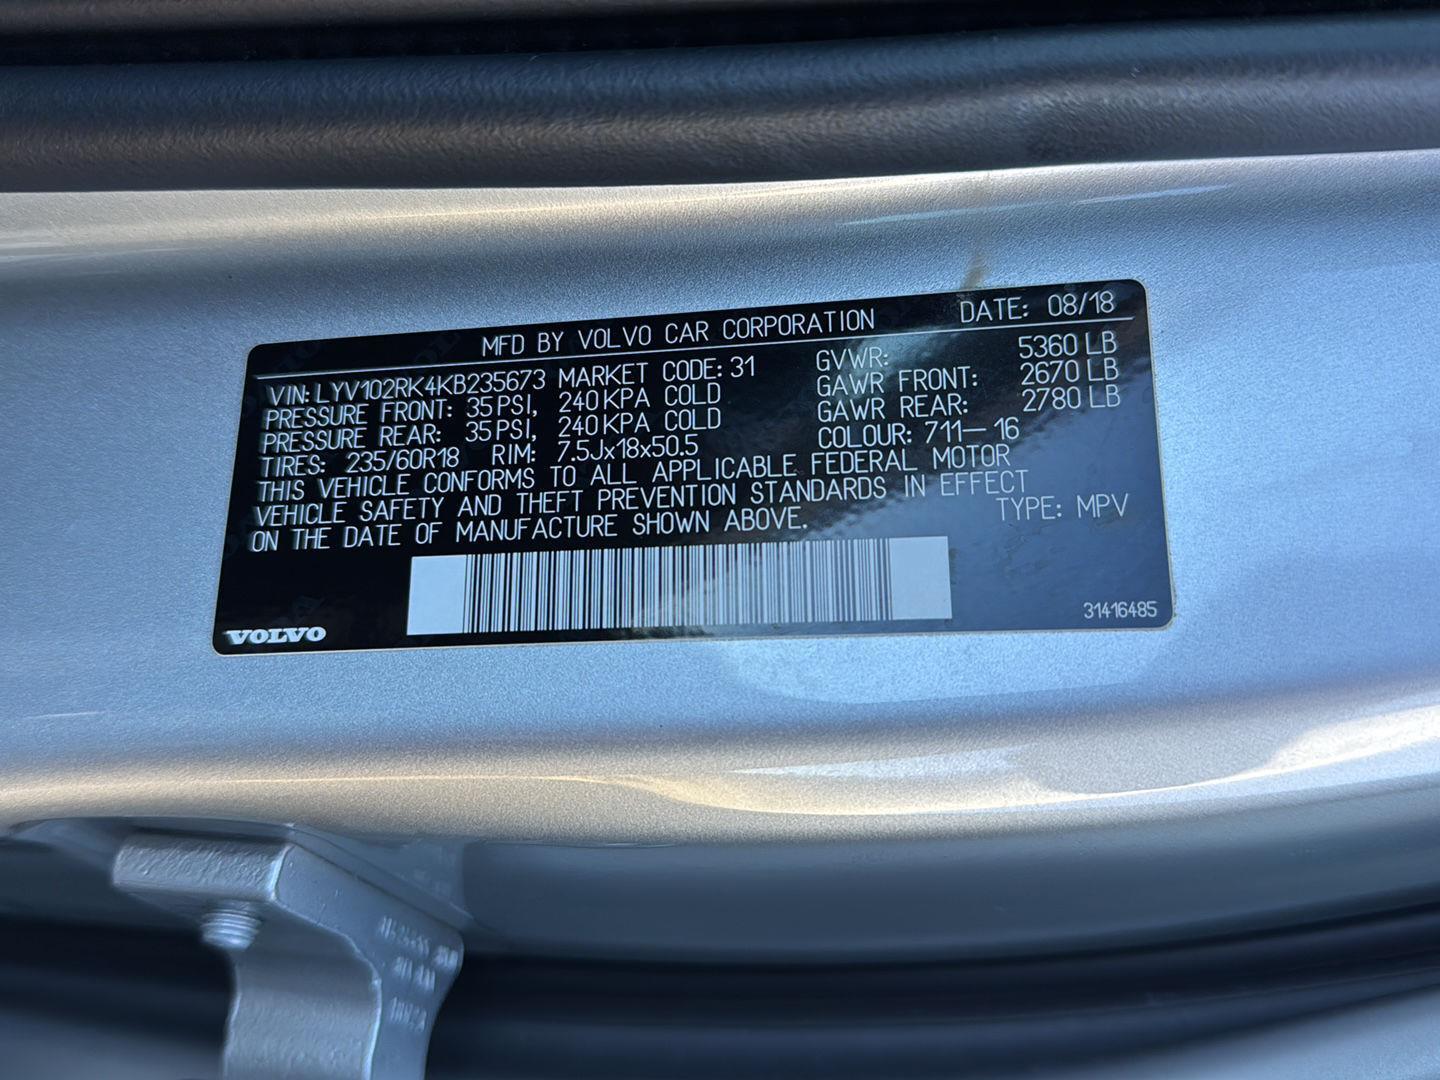 MFD BY VOLVO CAR CORPORATION DATE: 08/18
VIN: LYV102RK4KB235673 MARKET CODE: 31 GVWR: 5360 LB
PRESSURE FRONT: 35 PSI, 240 KPA COLD GAWR FRONT: 2670 LB
PRESSURE REAR: 35 PSI, 240 KPA COLD GAWR REAR: 2780 LB
TIRES: 235/60R18 RIM: 7.5Jx18x50.5 COLOUR: 711-16
THIS VEHICLE CONFORMS TO ALL APPLICABLE FEDERAL MOTOR
VEHICLE SAFETY AND THEFT PREVENTION STANDARDS IN EFFECT
ON THE DATE OF MANUFACTURE SHOWN ABOVE. TYPE: MPV
VOLVO 31416485